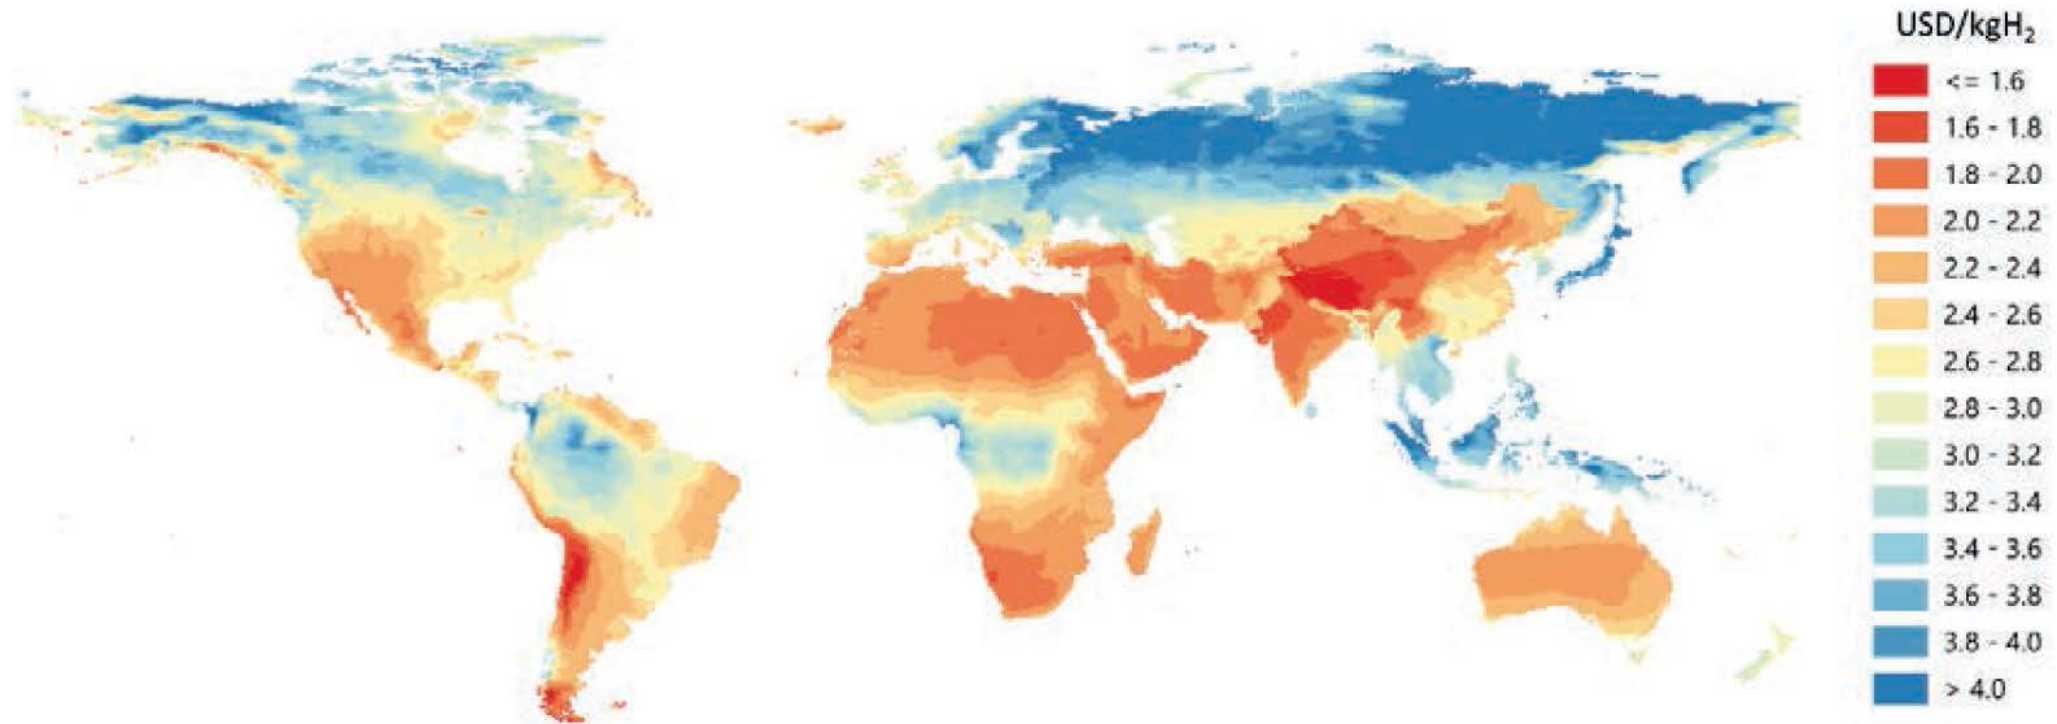 USD/kgH₂
<= 1.6
1.6 - 1.8
1.8 - 2.0
2.0 - 2.2
2.2 - 2.4
2.4 - 2.6
2.6 - 2.8
2.8 - 3.0
3.0 - 3.2
3.2 - 3.4
3.4 - 3.6
3.6 - 3.8
3.8 - 4.0
> 4.0